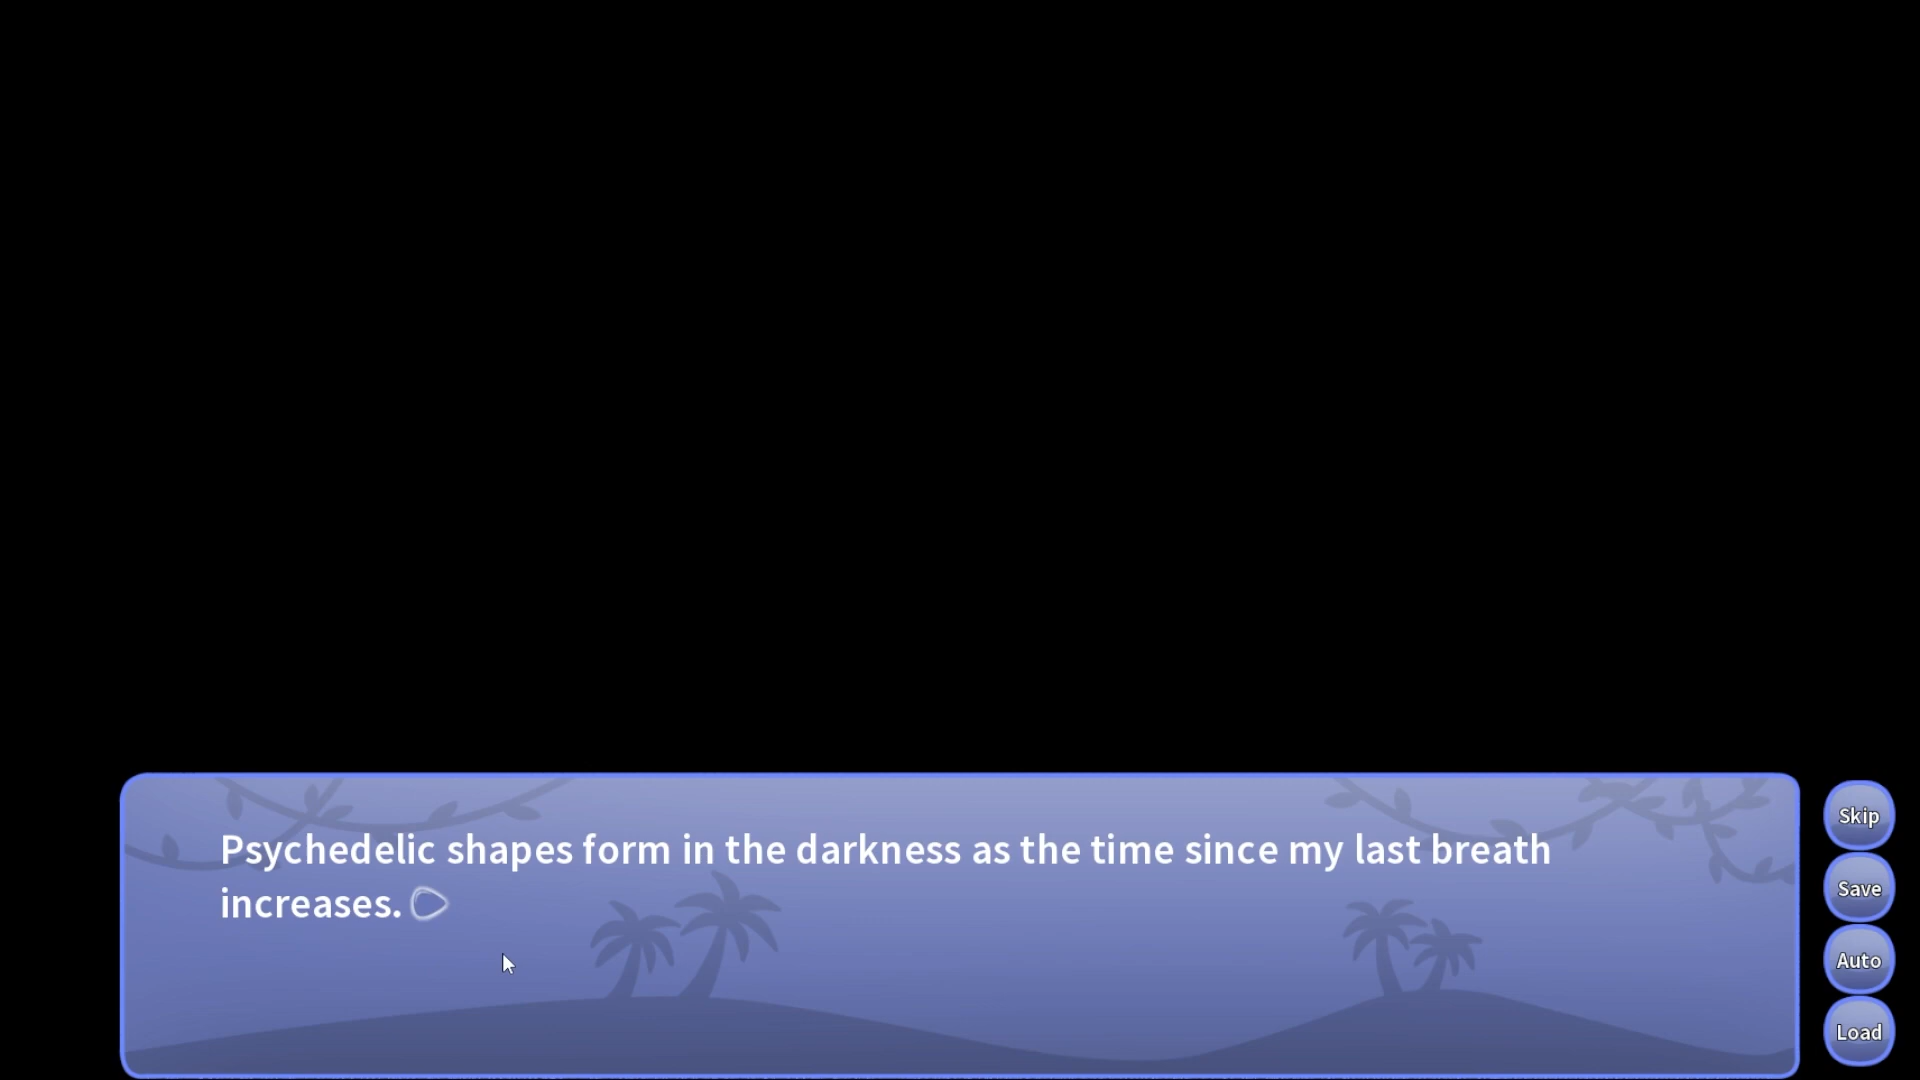 Psychedelic shapes form in the darkness as the time since my last breath
increases.
Skip
Save
Auto
Load